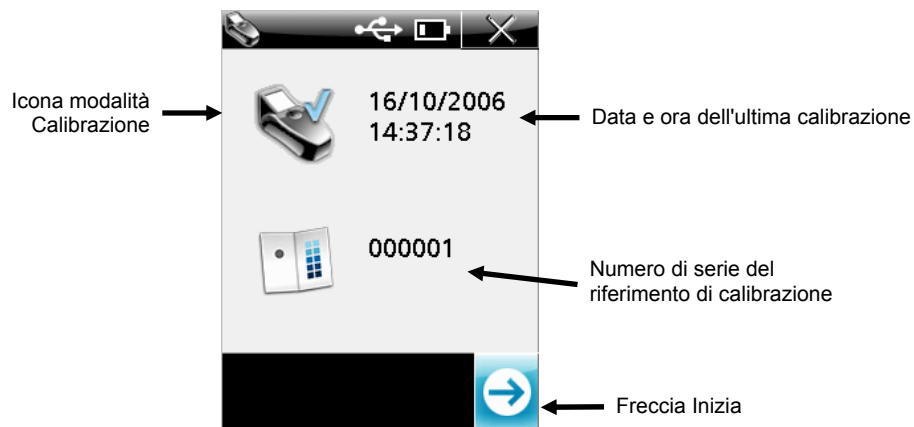 Icona modalità
Calibrazione
16/10/2006
14:37:18
Data e ora dell'ultima calibrazione
000001
Numero di serie del
riferimento di calibrazione
Freccia Inizia